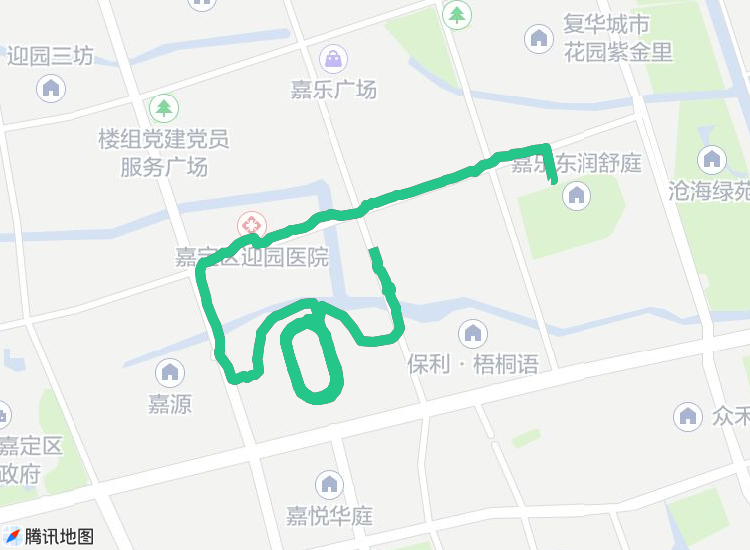 复华城市
花园紫金里
迎园三坊
嘉乐广场
楼组党建党员
服务广场
东润舒庭
沧海绿苑
嘉定区迎园医院
保利·梧桐语
嘉源
众禾
嘉定区
政府
嘉悦华庭
腾讯地图